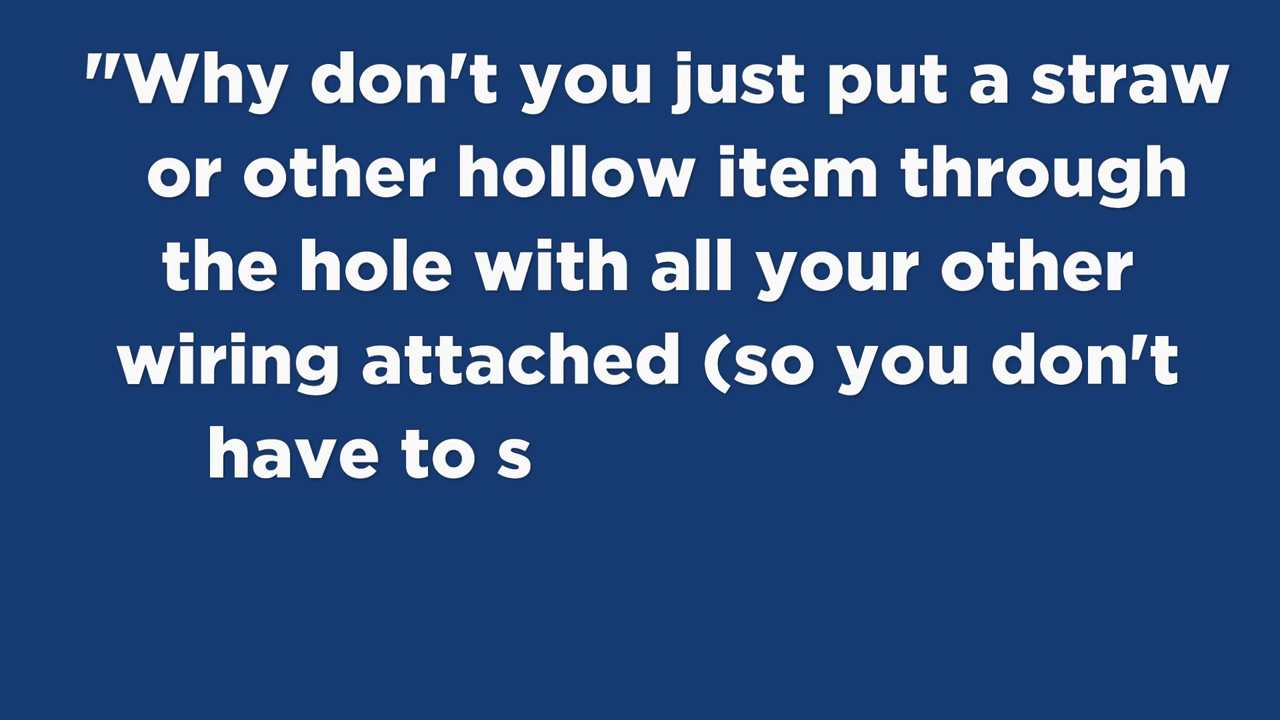 "Why don't you just put a straw
or other hollow item through
the hole with all your other
wiring attached (so you don't
have to s